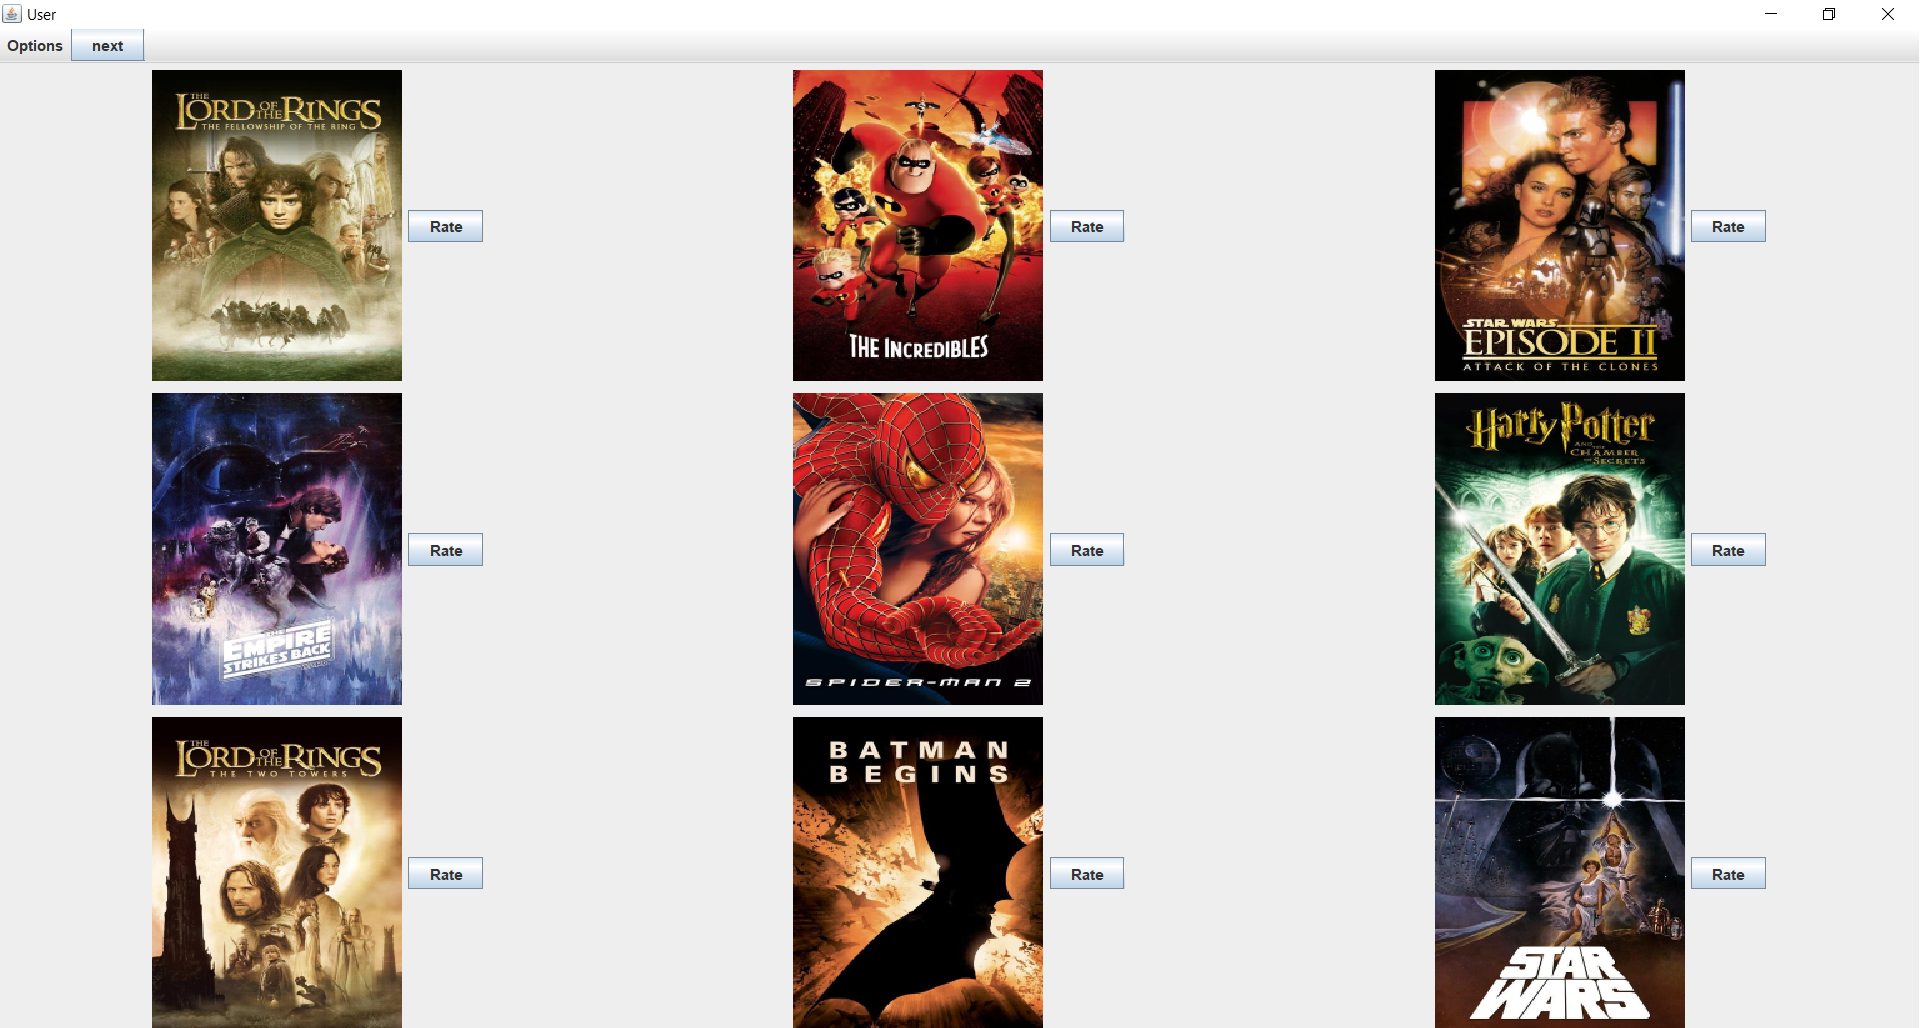 User
Options next
THE
LORD OF THE RINGS
THE FELLOWSHIP OF THE RING
Rate
THE INCREDIBLES
Rate
STAR WARS
EPISODE II
ATTACK OF THE CLONES
Rate
THE
EMPIRE
STRIKES BACK
Rate
SPIDER-MAN 2
Rate
Harry Potter
AND THE
CHAMBER
OF SECRETS
Rate
THE
LORD OF THE RINGS
THE TWO TOWERS
Rate
BATMAN
BEGINS
Rate
STAR
WARS
Rate